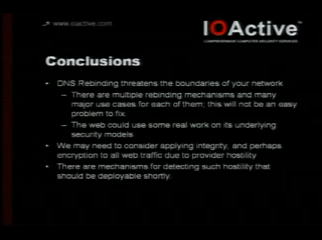 www.ioactive.com
IOActive™
COMPREHENSIVE COMPUTER SECURITY SERVICES
Conclusions
• DNS Rebinding threatens the boundaries of your network
– There are multiple rebinding mechanisms and many
major use cases for each of them; this will not be an easy
problem to fix.
– The web could use some real work on its underlying
security models
• We may need to consider applying integrity, and perhaps
encryption to all web traffic due to provider hostility
• There are mechanisms for detecting such hostility that
should be deployable shortly.